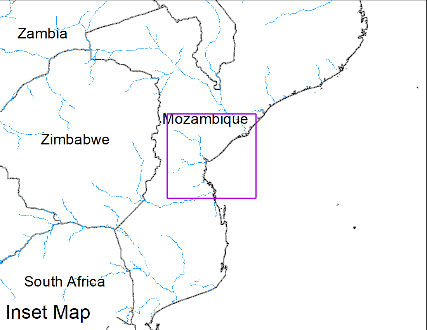 Zambia
Mozambique
Zimbabwe
South Africa
Inset Map